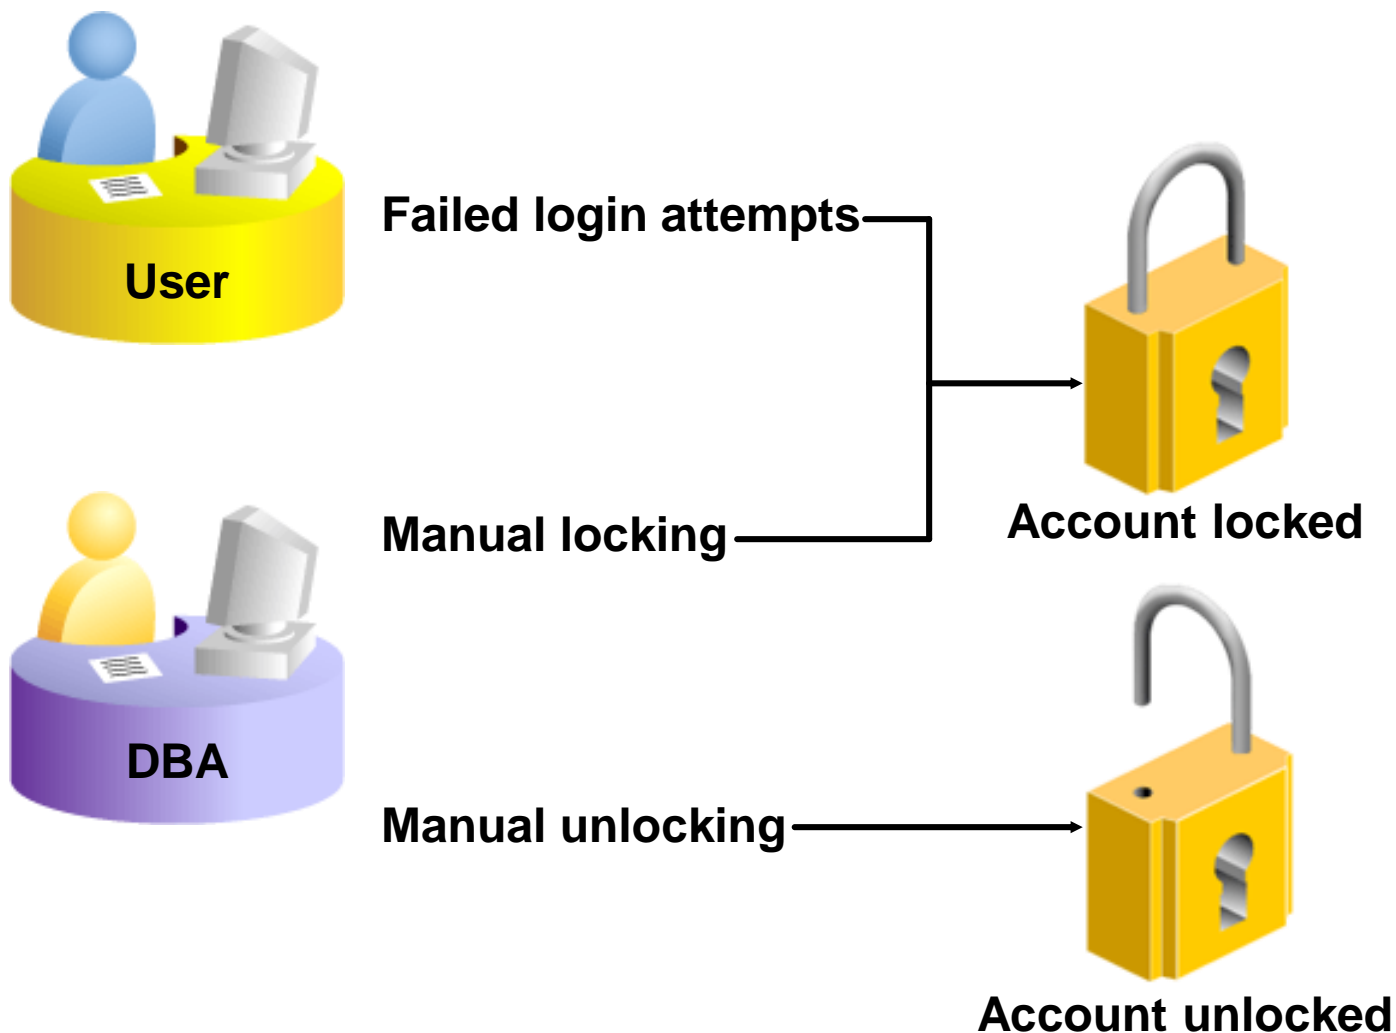 Failed login attempts
User
Manual locking
Account locked
DBA
Manual unlocking
Account unlocked